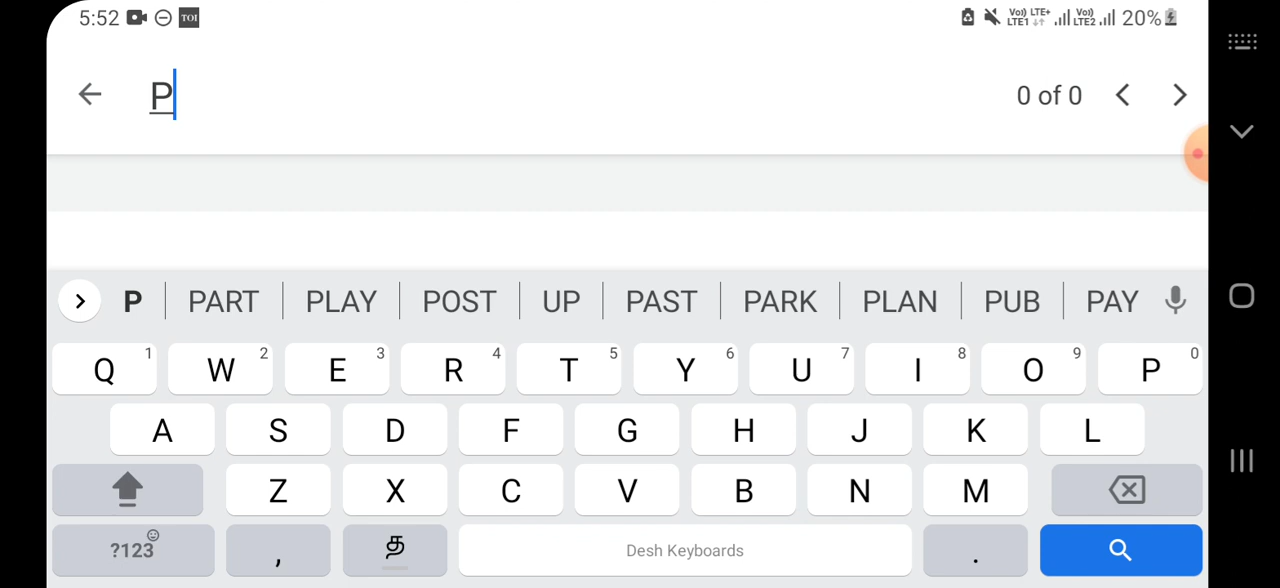 5:52 TOI Vo)) LTE1 LTE+ Vo)) LTE2 20%
P 0 of 0
P PART PLAY POST UP PAST PARK PLAN PUB PAY
Q 1 W 2 E 3 R 4 T 5 Y 6 U 7 I 8 O 9 P 0
A S D F G H J K L
Z X C V B N M
?123 , த Desh Keyboards .